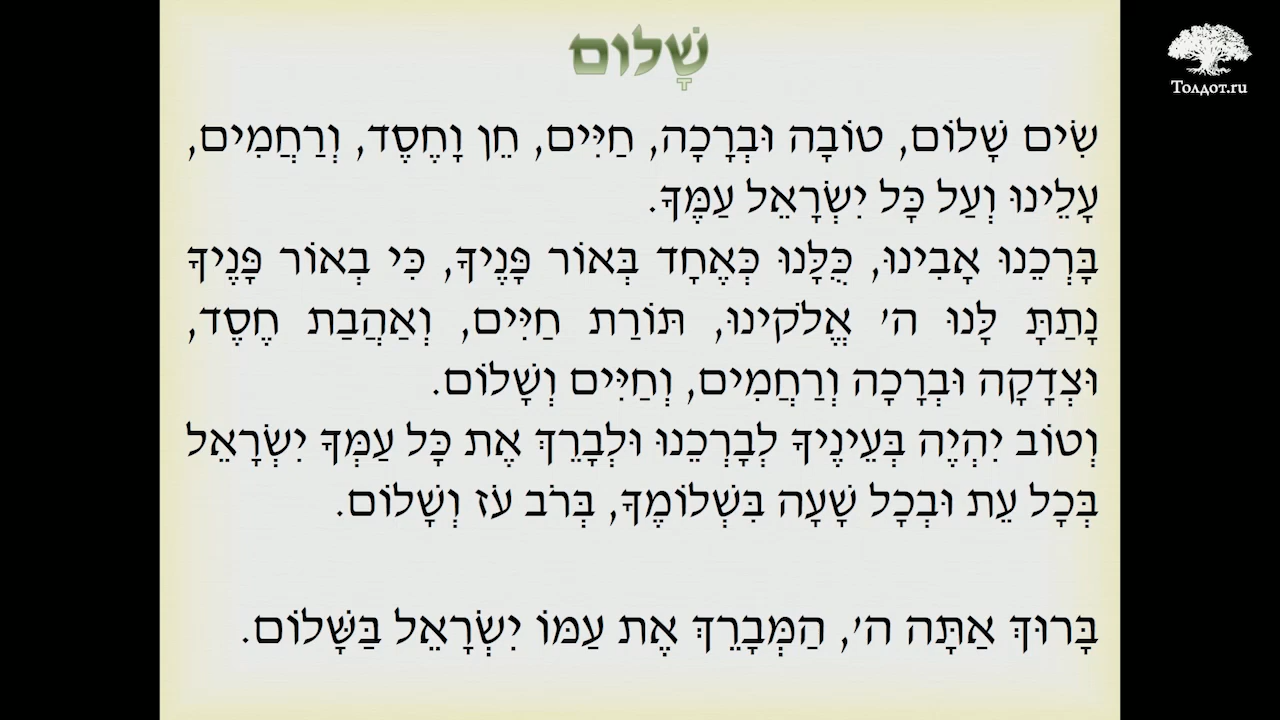 שָׁלוֹם
Толдот.ru
שִׂים שָׁלוֹם, טוֹבָה וּבְרָכָה, חַיִּים, חֵן וָחֶסֶד, וְרַחֲמִים,
עָלֵינוּ וְעַל כָּל יִשְׂרָאֵל עַמֶּךָ.
בָּרְכֵנוּ אָבִינוּ, כֻּלָּנוּ כְּאֶחָד בְּאוֹר פָּנֶיךָ, כִּי בְאוֹר פָּנֶיךָ
נָתַתָּ לָּנוּ ה׳ אֱלֹקינוּ, תּוֹרַת חַיִּים, וְאַהֲבַת חֶסֶד,
וּצְדָקָה וּבְרָכָה וְרַחֲמִים, וְחַיִּים וְשָׁלוֹם.
וְטוֹב יִהְיֶה בְּעֵינֶיךָ לְבָרְכֵנוּ וּלְבָרֵךְ אֶת כָּל עַמְּךָ יִשְׂרָאֵל
בְּכָל עֵת וּבְכָל שָׁעָה בִּשְׁלוֹמֶךָ, בְּרֹב עֹז וְשָׁלוֹם.
בָּרוּךְ אַתָּה ה׳, הַמְּבָרֵךְ אֶת עַמּוֹ יִשְׂרָאֵל בַּשָּׁלוֹם.